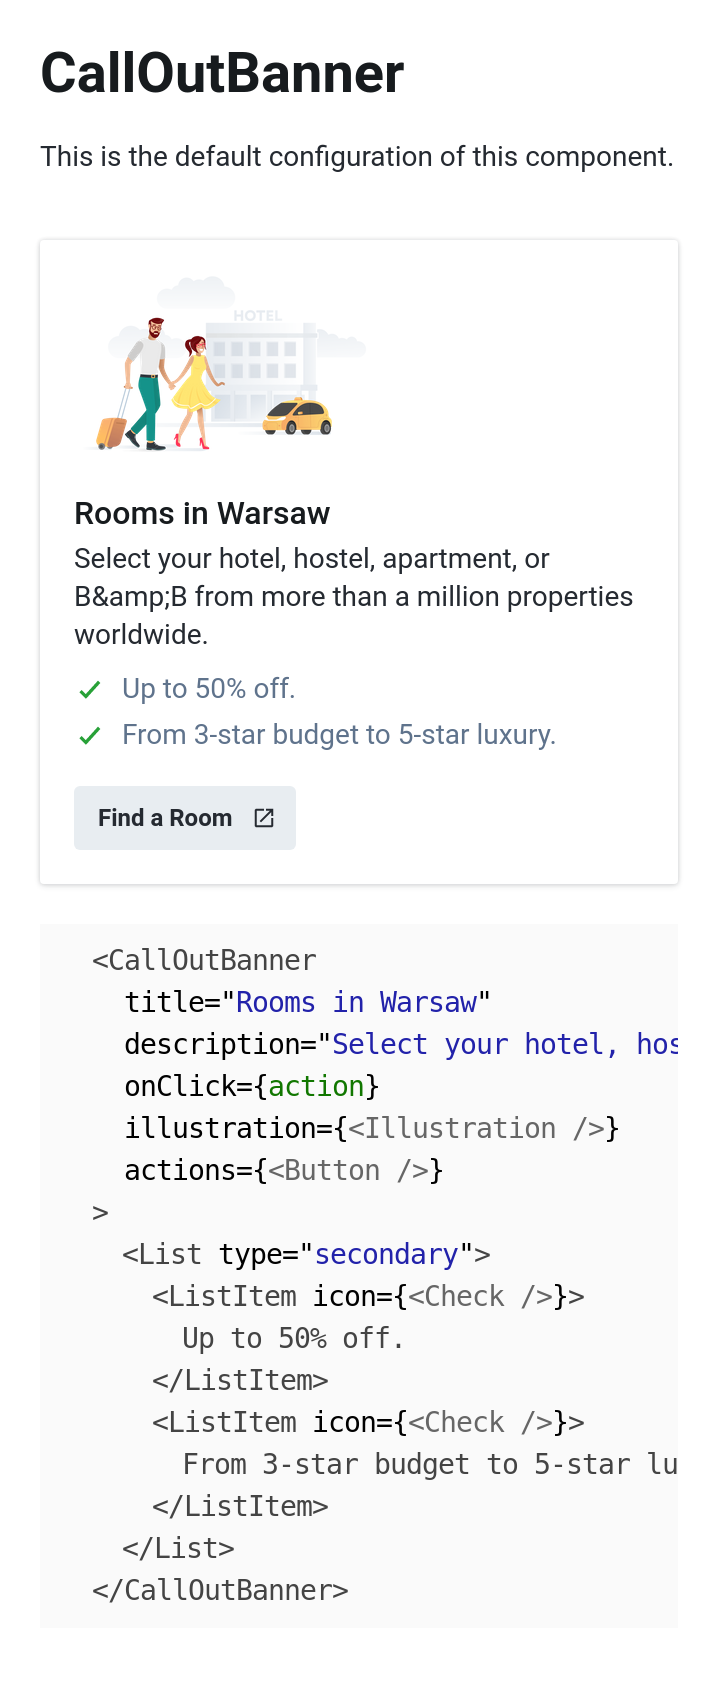 CallOutBanner
This is the default configuration of this component.
HOTEL
Rooms in Warsaw
Select your hotel, hostel, apartment, or
B&amp;B from more than a million properties
worldwide.
Up to 50% off.
From 3-star budget to 5-star luxury.
Find a Room
<CallOutBanner
title="Rooms in Warsaw"
description="Select your hotel, hos
onClick={action}
illustration={<Illustration />}
actions={<Button />}
>
<List type="secondary">
<ListItem icon={<Check />}>
Up to 50% off.
</ListItem>
<ListItem icon={<Check />}>
From 3-star budget to 5-star lu
</ListItem>
</List>
</CallOutBanner>